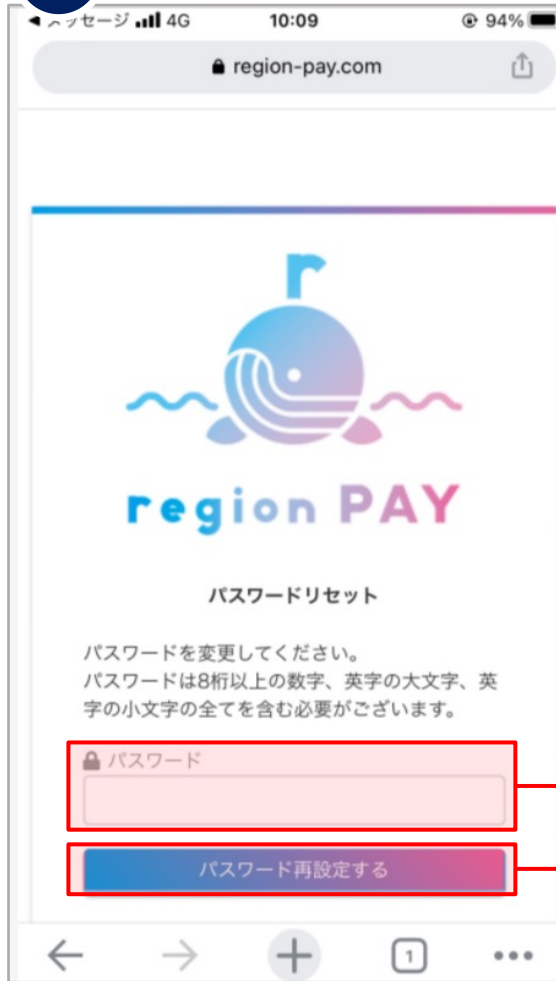 メッセージ 4G 10:09 94%
region-pay.com
r
region PAY
パスワードリセット
パスワードを変更してください。
パスワードは8桁以上の数字、英字の大文字、英
字の小文字の全てを含む必要がございます。
パスワード
パスワード再設定する
1